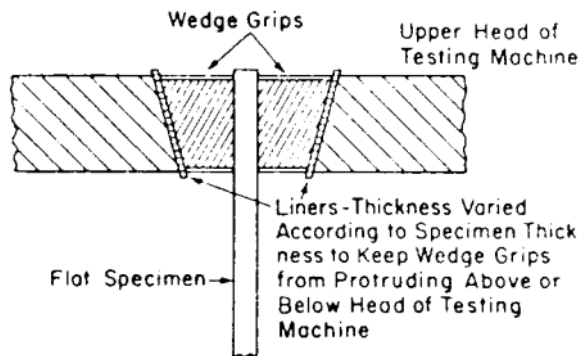 Wedge Grips
Upper Head of
Testing Machine
Liners-Thickness Varied
According to Specimen Thick
ness to Keep Wedge Grips
from Protruding Above or
Below Head of Testing
Machine
Flat Specimen